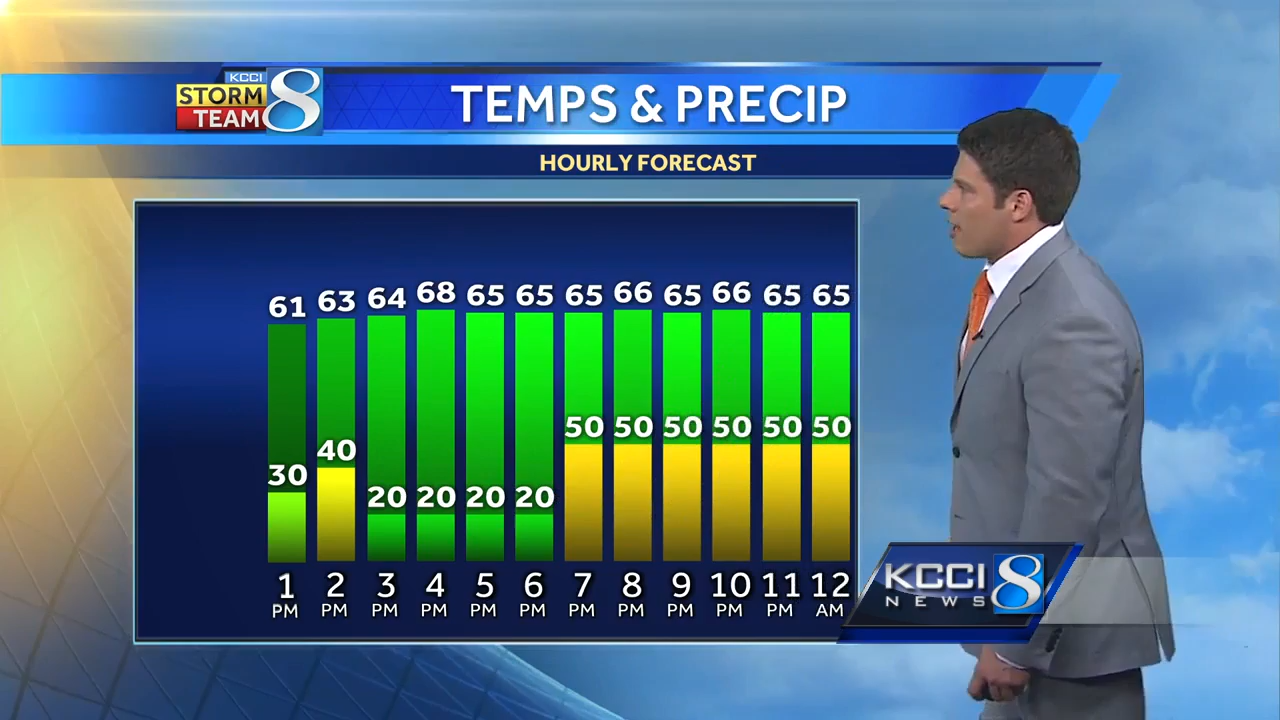 KCCI
STORM
TEAM 8
TEMPS & PRECIP
HOURLY FORECAST
61 63 64 68 65 65 65 66 65 66 65 65
30 40 20 20 20 20 50 50 50 50 50 50
1 2 3 4 5 6 7 8 9 10 11 12
PM PM PM PM PM PM PM PM PM PM PM AM
KCCI 8
NEWS